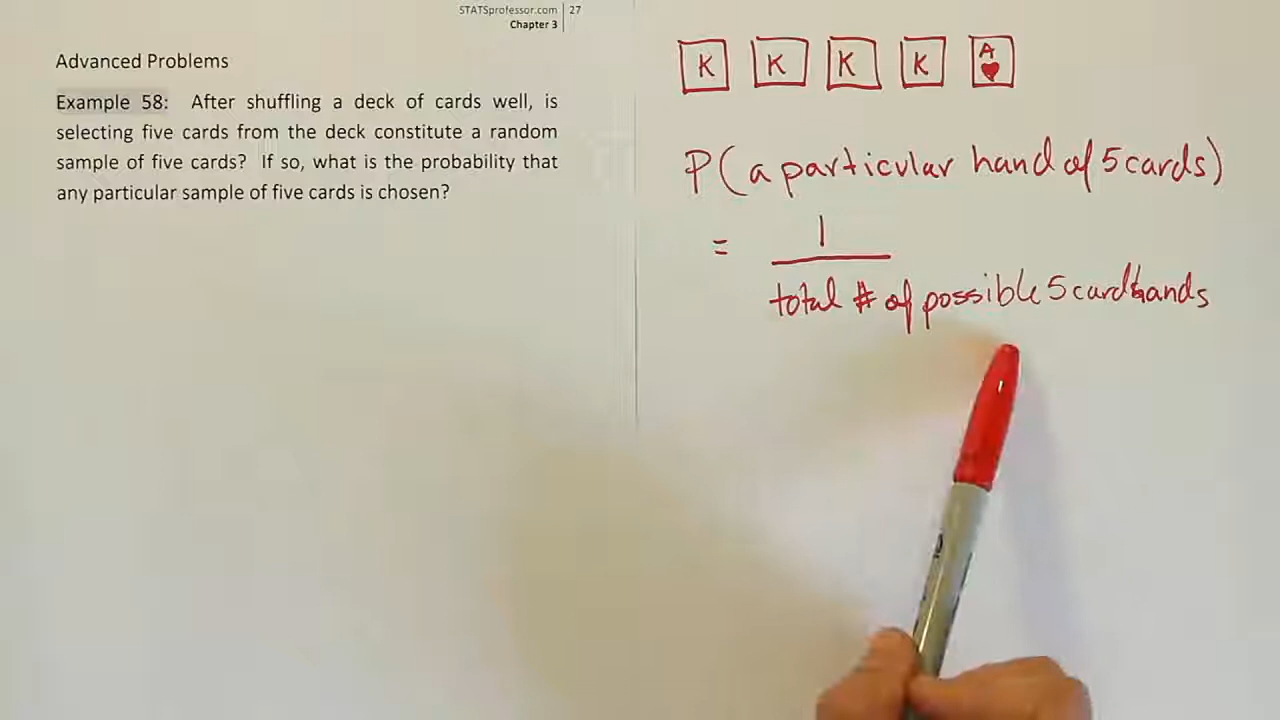 STATSprofessor.com 27
Chapter 3
Advanced Problems
Example 58: After shuffling a deck of cards well, is
selecting five cards from the deck constitute a random
sample of five cards? If so, what is the probability that
any particular sample of five cards is chosen?
K K K K A
P(a particular hand of 5 cards)
= 1
total # of possible 5 card hands